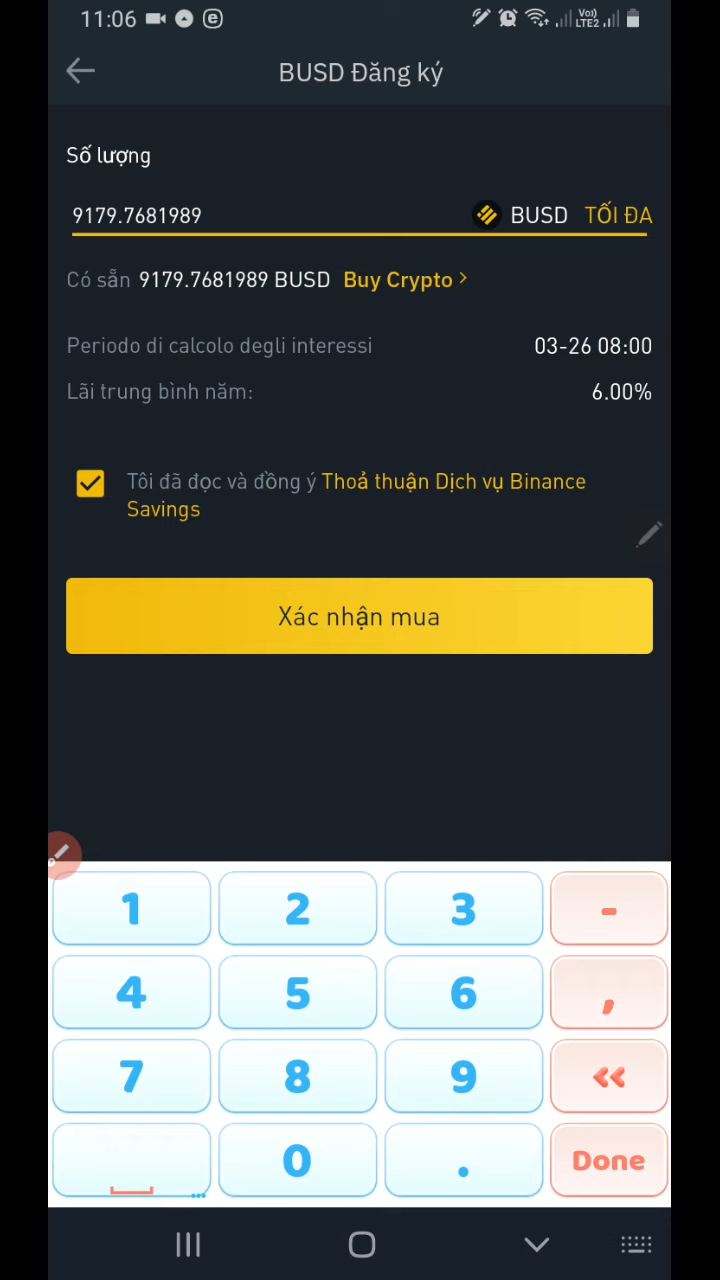 11:06
Vo)) LTE2
BUSD Đăng ký
Số lượng
9179.7681989 BUSD TỐI ĐA
Có sẵn 9179.7681989 BUSD Buy Crypto >
Periodo di calcolo degli interessi 03-26 08:00
Lãi trung bình năm: 6.00%
Tôi đã đọc và đồng ý Thoả thuận Dịch vụ Binance
Savings
Xác nhận mua
1 2 3 -
4 5 6 ,
7 8 9 <<
0 . Done